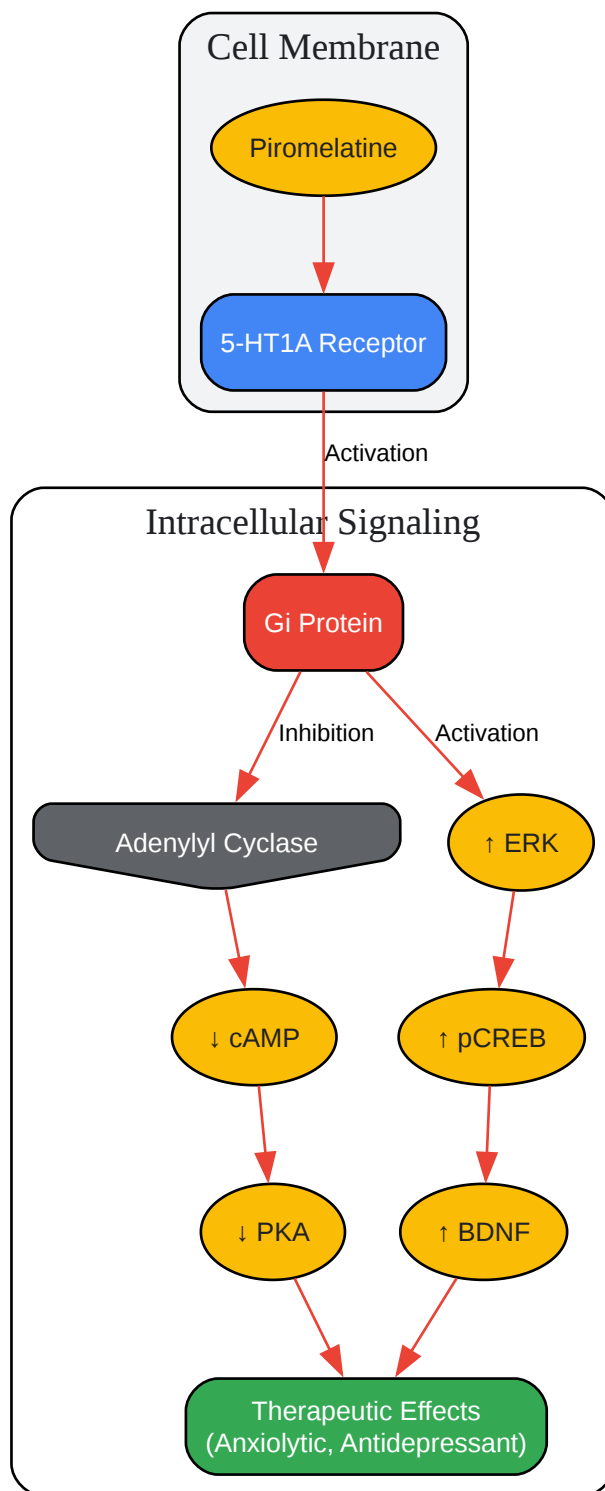 Cell Membrane
Piromelatine
5-HT1A Receptor
Activation
Intracellular Signaling
Gi Protein
Inhibition
Activation
Adenylyl Cyclase
↑ ERK
↓ cAMP
↑ pCREB
↓ PKA
↑ BDNF
Therapeutic Effects
(Anxiolytic, Antidepressant)